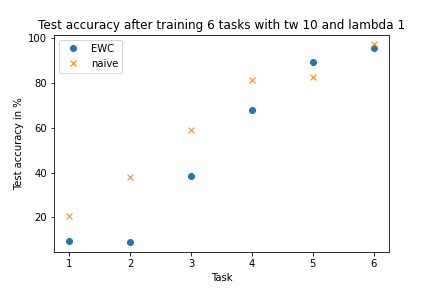 Test accuracy after training 6 tasks with tw 10 and lambda 1
EWC
naive
Test accuracy in %
100
80
60
40
20
1 2 3 4 5 6
Task